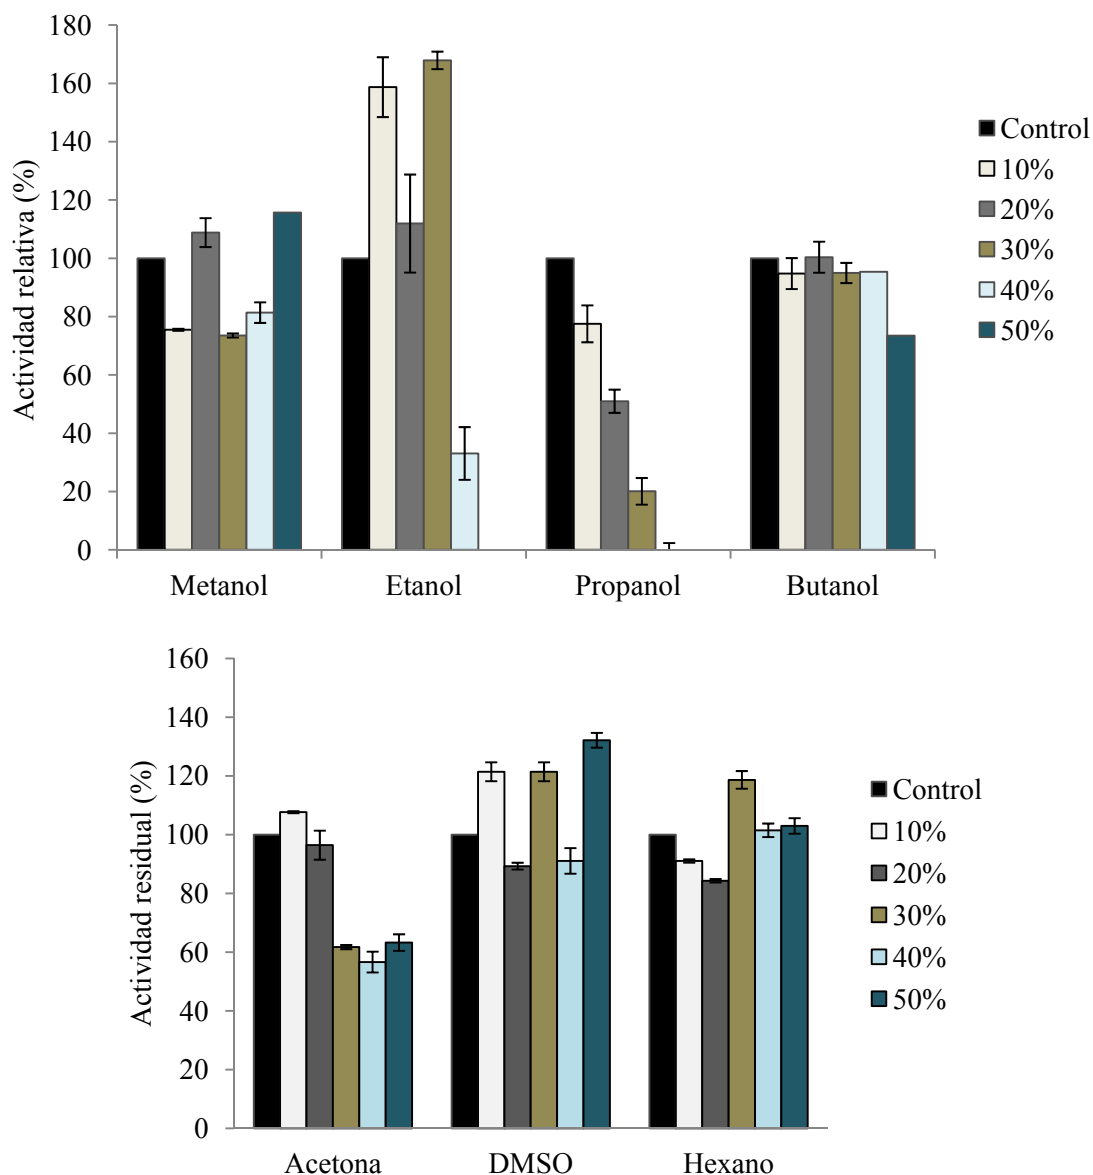 Actividad relativa (%)
180
160
140
120
100
80
60
40
20
0
Metanol
Etanol
Propanol
Butanol
Control
10%
20%
30%
40%
50%
Actividad residual (%)
160
140
120
100
80
60
40
20
0
Acetona
DMSO
Hexano
Control
10%
20%
30%
40%
50%